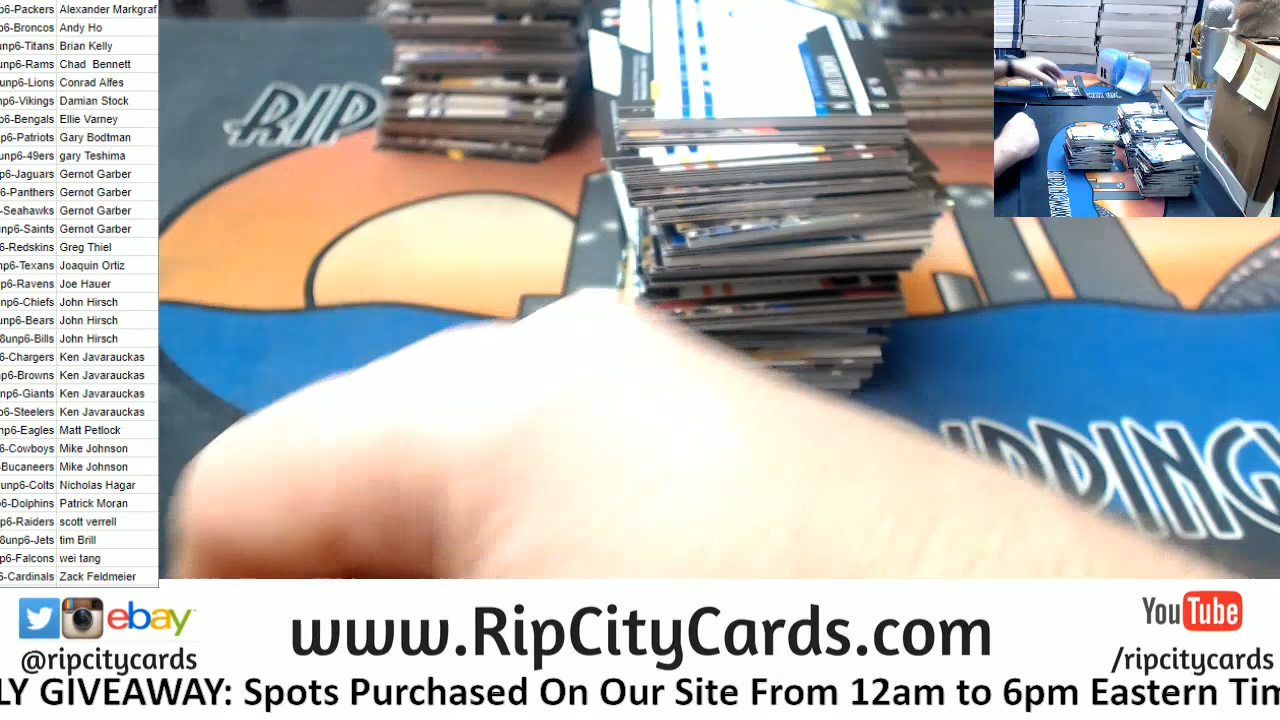 p6-Packers Alexander Markgraf
p6-Broncos Andy Ho
unp6-Titans Brian Kelly
unp6-Rams Chad Bennett
unp6-Lions Conrad Alfes
unp6-Vikings Damian Stock
unp6-Bengals Ellie Varney
p6-Patriots Gary Bodtman
unp6-49ers gary Teshima
np6-Jaguars Gernot Garber
6-Panthers Gernot Garber
-Seahawks Gernot Garber
unp6-Saints Gernot Garber
6-Redskins Greg Thiel
np6-Texans Joaquin Ortiz
np6-Ravens Joe Hauer
np6-Chiefs John Hirsch
unp6-Bears John Hirsch
8unp6-Bills John Hirsch
6-Chargers Ken Javarauckas
np6-Browns Ken Javarauckas
np6-Giants Ken Javarauckas
p6-Steelers Ken Javarauckas
np6-Eagles Matt Petlock
6-Cowboys Mike Johnson
-Bucaneers Mike Johnson
unp6-Colts Nicholas Hagar
6-Dolphins Patrick Moran
p6-Raiders scott verrell
8unp6-Jets tim Brill
p6-Falcons wei tang
6-Cardinals Zack Feldmeier
RIP
IPPINGW
ebay
@ripcitycards
www.RipCityCards.com
YouTube
/ripcitycards
LY GIVEAWAY: Spots Purchased On Our Site From 12am to 6pm Eastern Tim